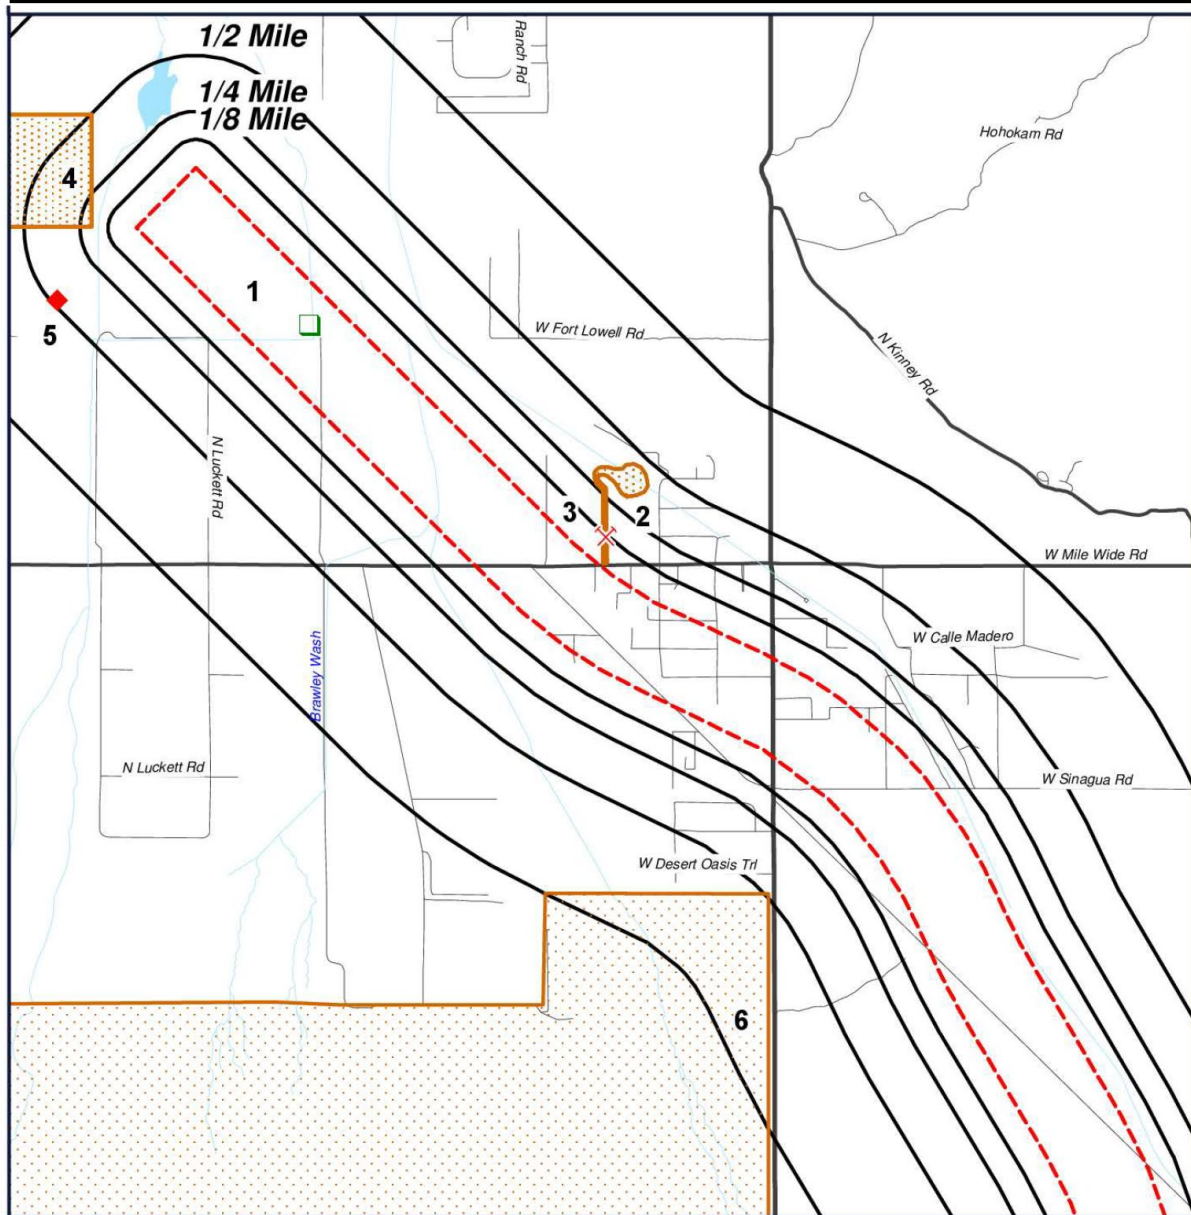 1/2 Mile
Ranch Rd
1/4 Mile
1/8 Mile
Hohokam Rd
4
1
5
W Fort Lowell Rd
N Kinney Rd
N Luckett Rd
3
2
W Mile Wide Rd
W Calle Madero
Brawley Wash
N Luckett Rd
W Sinagua Rd
W Desert Oasis Trl
6